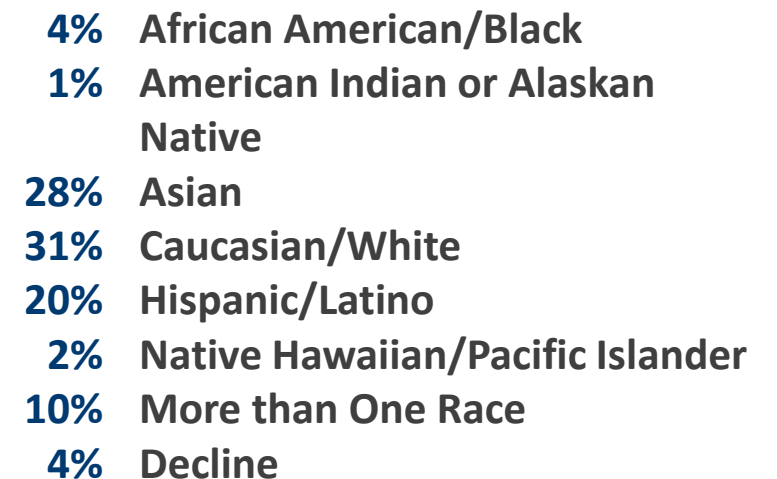 4% African American/Black
1% American Indian or Alaskan
Native
28% Asian
31% Caucasian/White
20% Hispanic/Latino
2% Native Hawaiian/Pacific Islander
10% More than One Race
4% Decline